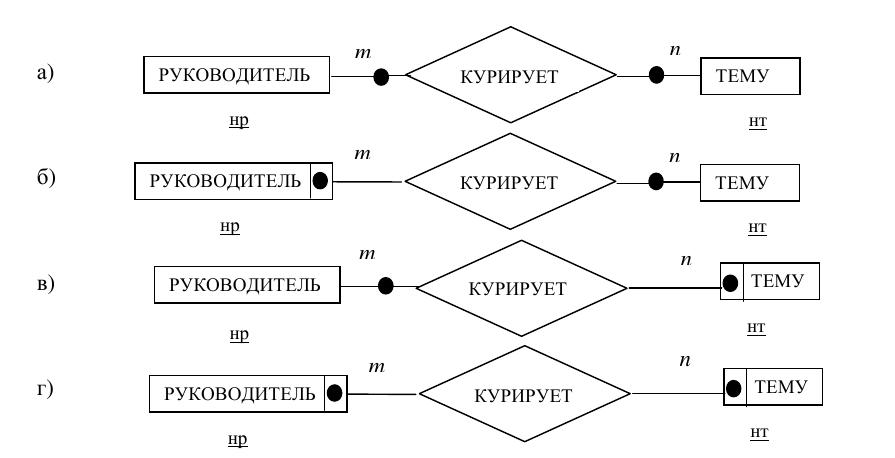 m n
а) РУКОВОДИТЕЛЬ КУРИРУЕТ ТЕМУ
нр нт
m n
б) РУКОВОДИТЕЛЬ КУРИРУЕТ ТЕМУ
нр нт
m n
в) РУКОВОДИТЕЛЬ КУРИРУЕТ ТЕМУ
нр нт
m n
г) РУКОВОДИТЕЛЬ КУРИРУЕТ ТЕМУ
нр нт